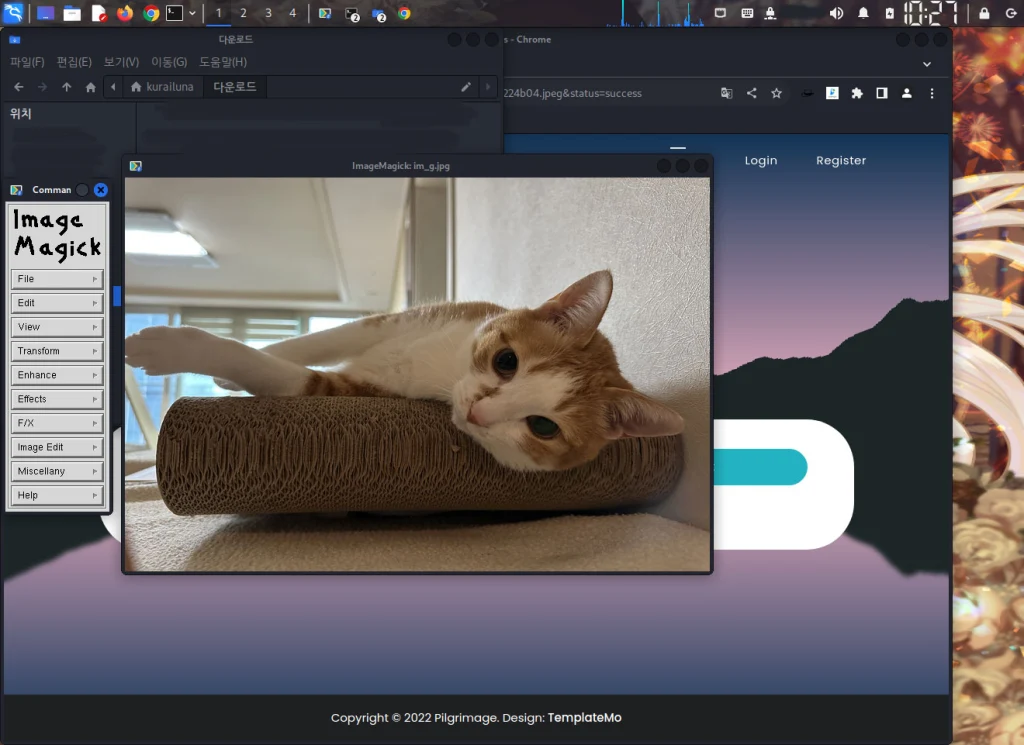 1 2 3 4
2
2
10:27
다운로드
s - Chrome
파일(F) 편집(E) 보기(V) 이동(G) 도움말(H)
kurailuna 다운로드
224b04.jpeg&status=success
위치
Login Register
ImageMagick: im_g.jpg
Comman
Image
Magick
File
Edit
View
Transform
Enhance
Effects
F/X
Image Edit
Miscellany
Help
Copyright © 2022 Pilgrimage. Design: TemplateMo